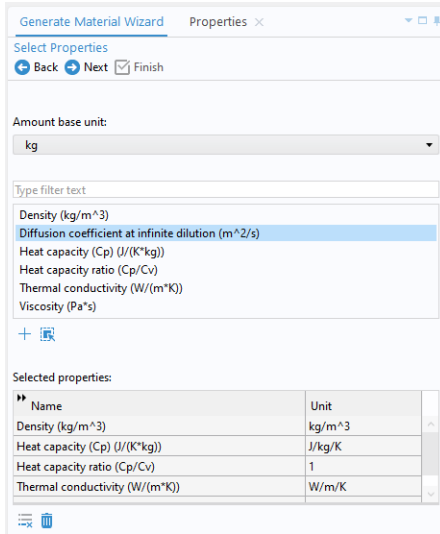 Generate Material Wizard Properties
Select Properties
Back Next Finish
Amount base unit:
kg
Type filter text
Density (kg/m^3)
Diffusion coefficient at infinite dilution (m^2/s)
Heat capacity (Cp) (J/(K*kg))
Heat capacity ratio (Cp/Cv)
Thermal conductivity (W/(m*K))
Viscosity (Pa*s)
Selected properties:
Name Unit
Density (kg/m^3) kg/m^3
Heat capacity (Cp) (J/(K*kg)) J/kg/K
Heat capacity ratio (Cp/Cv) 1
Thermal conductivity (W/(m*K)) W/m/K